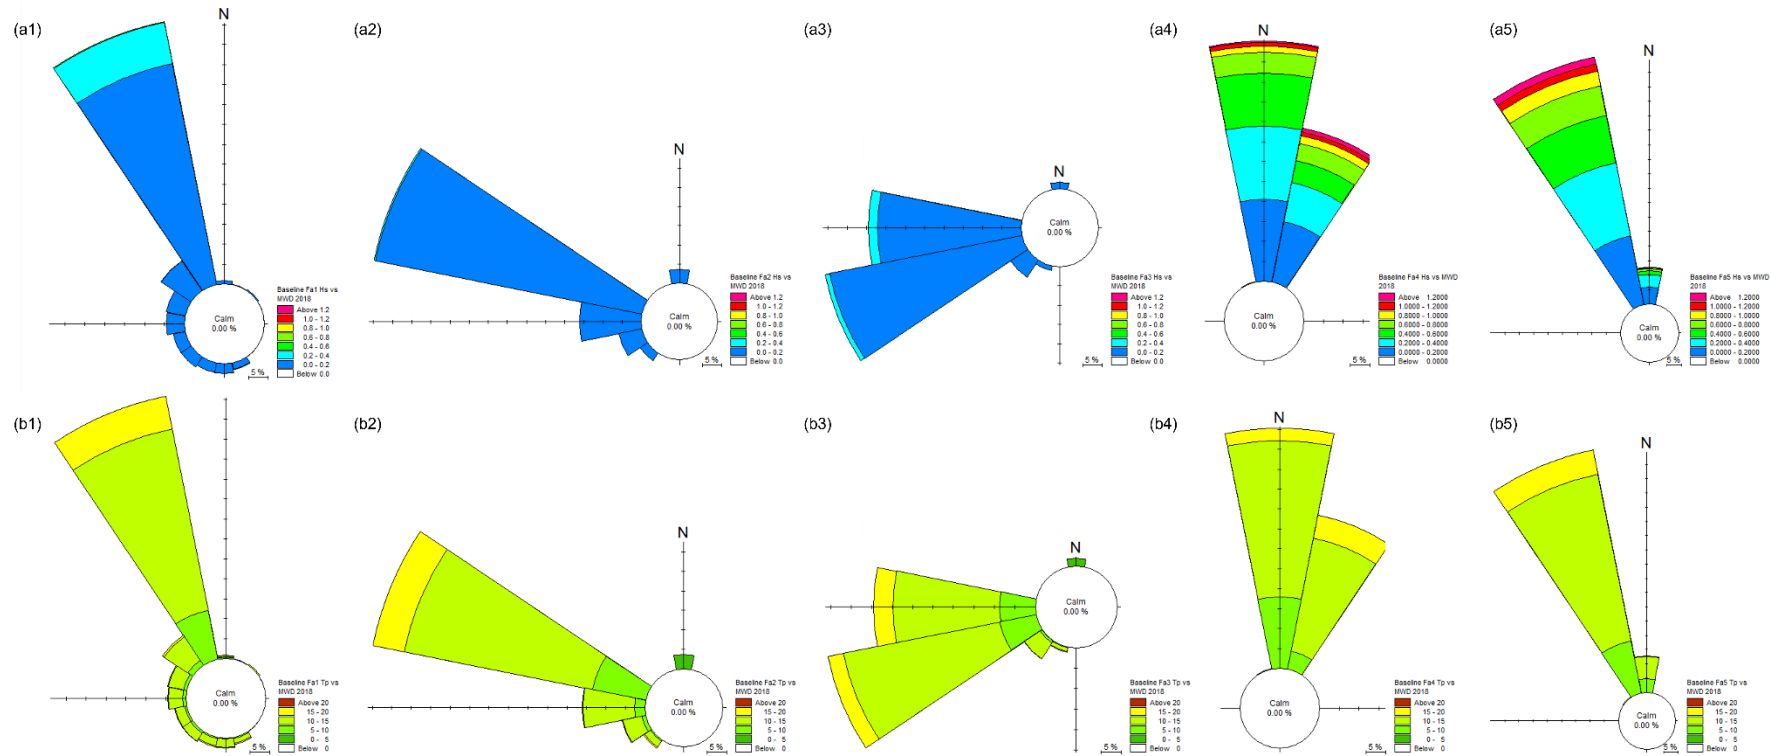 (a1)
N
Calm
0.00 %
Baseline Fa1 Hs vs
MWD 2018
Above 1.2
1.0 - 1.2
0.8 - 1.0
0.6 - 0.8
0.4 - 0.6
0.2 - 0.4
0.0 - 0.2
Below 0.0
5 %
(a2)
N
Calm
0.00 %
Baseline Fa2 Hs vs
MWD 2018
Above 1.2
1.0 - 1.2
0.8 - 1.0
0.6 - 0.8
0.4 - 0.6
0.2 - 0.4
0.0 - 0.2
Below 0.0
5 %
(a3)
N
Calm
0.00 %
Baseline Fa3 Hs vs
MWD 2018
Above 1.2
1.0 - 1.2
0.8 - 1.0
0.6 - 0.8
0.4 - 0.6
0.2 - 0.4
0.0 - 0.2
Below 0.0
5 %
(a4)
N
Calm
0.00 %
Baseline Fa4 Hs vs MWD
2018
Above 1.2000
1.0000 - 1.2000
0.8000 - 1.0000
0.6000 - 0.8000
0.4000 - 0.6000
0.2000 - 0.4000
0.0000 - 0.2000
Below 0.0000
5 %
(a5)
N
Calm
0.00 %
Baseline Fa5 Hs vs MWD
2018
Above 1.2000
1.0000 - 1.2000
0.8000 - 1.0000
0.6000 - 0.8000
0.4000 - 0.6000
0.2000 - 0.4000
0.0000 - 0.2000
Below 0.0000
5 %
(b1)
Calm
0.00 %
Baseline Fa1 Tp vs
MWD 2018
Above 20
15 - 20
10 - 15
5 - 10
0 - 5
Below 0
5 %
(b2)
N
Calm
0.00 %
Baseline Fa2 Tp vs
MWD 2018
Above 20
15 - 20
10 - 15
5 - 10
0 - 5
Below 0
5 %
(b3)
N
Calm
0.00 %
Baseline Fa3 Tp vs
MWD 2018
Above 20
15 - 20
10 - 15
5 - 10
0 - 5
Below 0
5 %
(b4)
N
Calm
0.00 %
Baseline Fa4 Tp vs
MWD 2018
Above 20
15 - 20
10 - 15
5 - 10
0 - 5
Below 0
5 %
(b5)
N
Calm
0.00 %
Baseline Fa5 Tp vs
MWD 2018
Above 20
15 - 20
10 - 15
5 - 10
0 - 5
Below 0
5 %